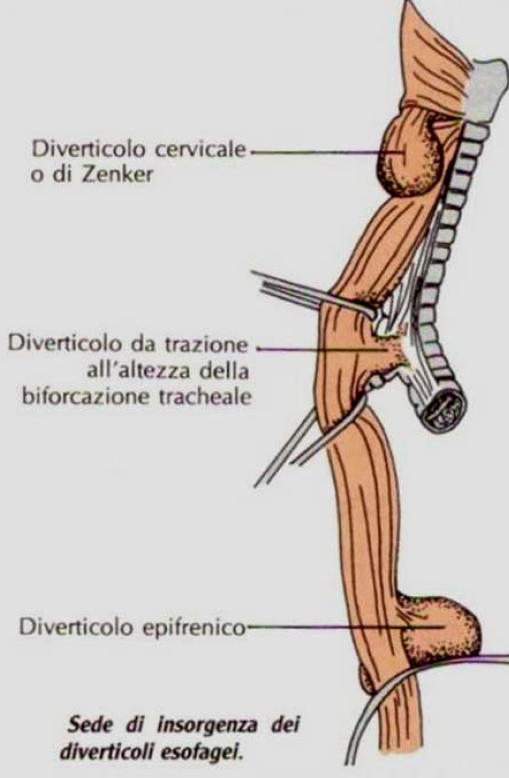 Diverticolo cervicale
o di Zenker
Diverticolo da trazione
all'altezza della
biforcazione tracheale
Diverticolo epifrenico
Sede di insorgenza dei
diverticoli esofagei.